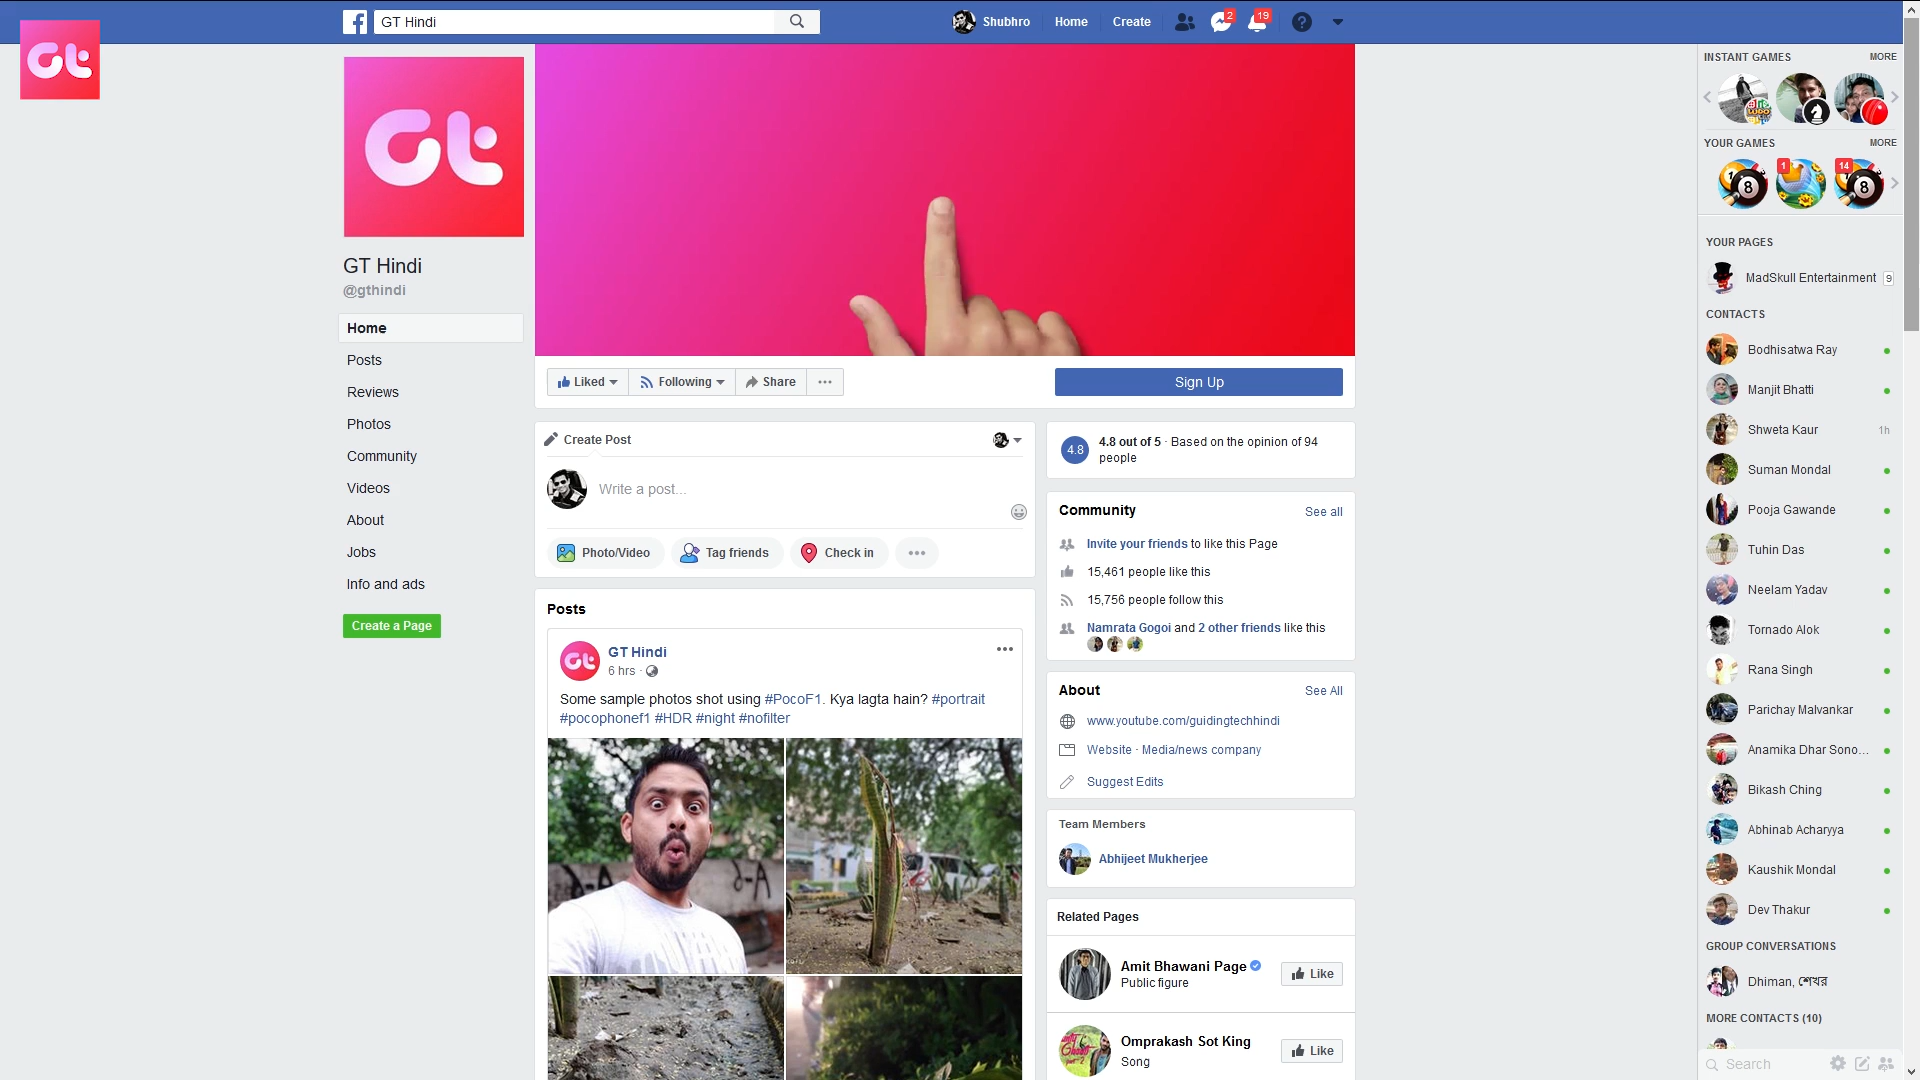 GT Hindi
Shubhro
Home
Create
2
19
GT Hindi
@gthindi
Home
Posts
Reviews
Photos
Community
Videos
About
Jobs
Info and ads
Create a Page
Liked
Following
Share
Sign Up
Create Post
Write a post...
Photo/Video
Tag friends
Check in
Posts
GT Hindi
6 hrs ·
Some sample photos shot using #PocoF1. Kya lagta hain? #portrait
#pocophonef1 #HDR #night #nofilter
4.8
4.8 out of 5 · Based on the opinion of 94
people
Community
See all
Invite your friends to like this Page
15,461 people like this
15,756 people follow this
Namrata Gogoi and 2 other friends like this
About
See All
www.youtube.com/guidingtechhindi
Website · Media/news company
Suggest Edits
Team Members
Abhijeet Mukherjee
Related Pages
Amit Bhawani Page
Public figure
Like
Omprakash Sot King
Song
Like
INSTANT GAMES
MORE
YOUR GAMES
MORE
1
14
YOUR PAGES
MadSkull Entertainment
9
CONTACTS
Bodhisatwa Ray
Manjit Bhatti
Shweta Kaur
1h
Suman Mondal
Pooja Gawande
Tuhin Das
Neelam Yadav
Tornado Alok
Rana Singh
Parichay Malvankar
Anamika Dhar Sono...
Bikash Ching
Abhinab Acharyya
Kaushik Mondal
Dev Thakur
GROUP CONVERSATIONS
Dhiman, শেখর
MORE CONTACTS (10)
Search